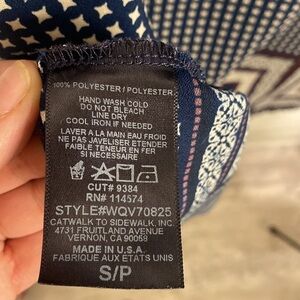 100% POLYESTER / POLYESTER
HAND WASH COLD
DO NOT BLEACH
LINE DRY
COOL IRON IF NEEDED
LAVER A LA MAIN EAU FROID
NE PAS JAVELISER ETENDER
FAIBLE TENEUR EN FER
SI NECESSAIRE
CUT# 9384
RN# 114574
STYLE#WQV70825
CATWALK TO SIDEWALK, INC
4731 FRUITLAND AVENUE
VERNON, CA 90058
MADE IN U.S.A.
FABRIQUE AUX ETATS UNIS
S/P